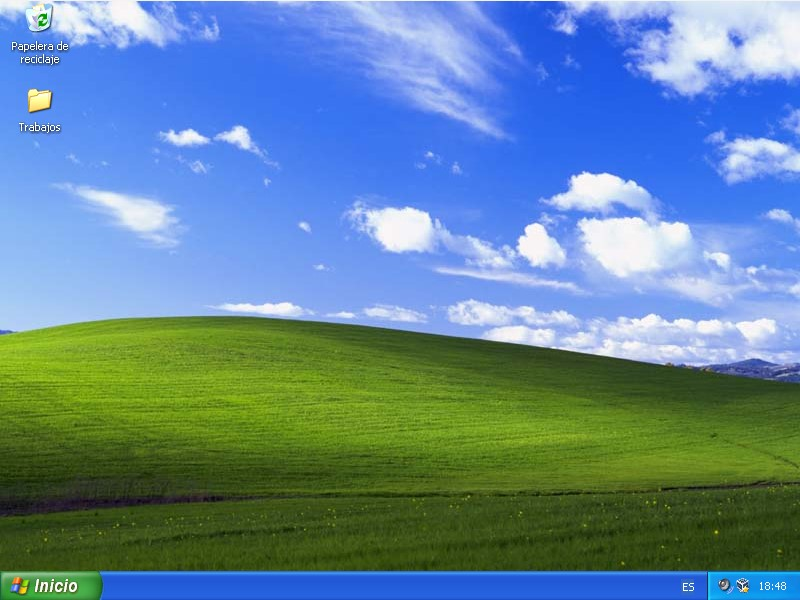 Papelera de
reciclaje
Trabajos
Inicio
ES
18:48